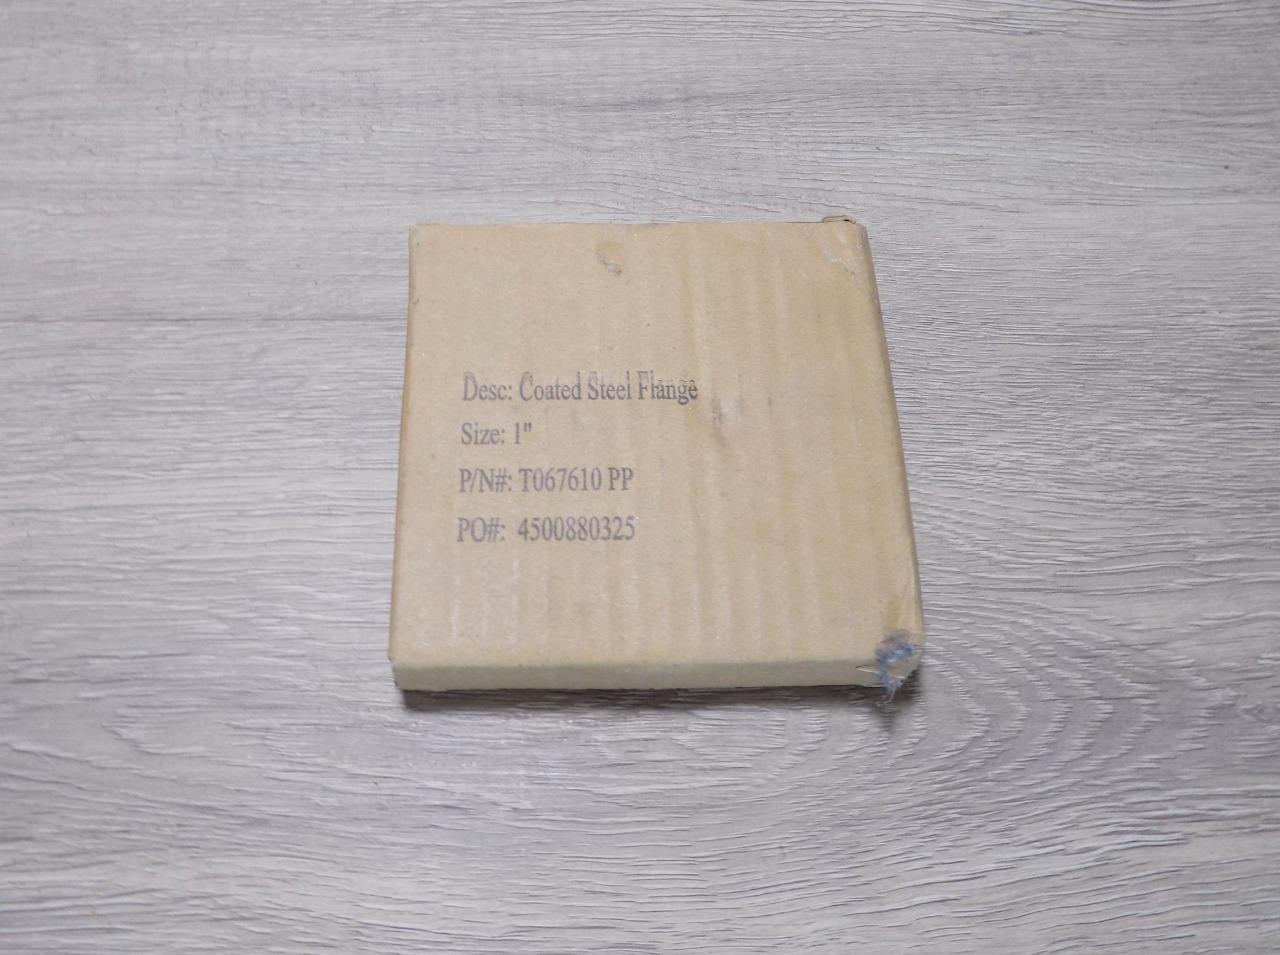 Desc: Coated Steel Flange
Size: 1"
P/N#: T067610 PP
PO#: 4500880325